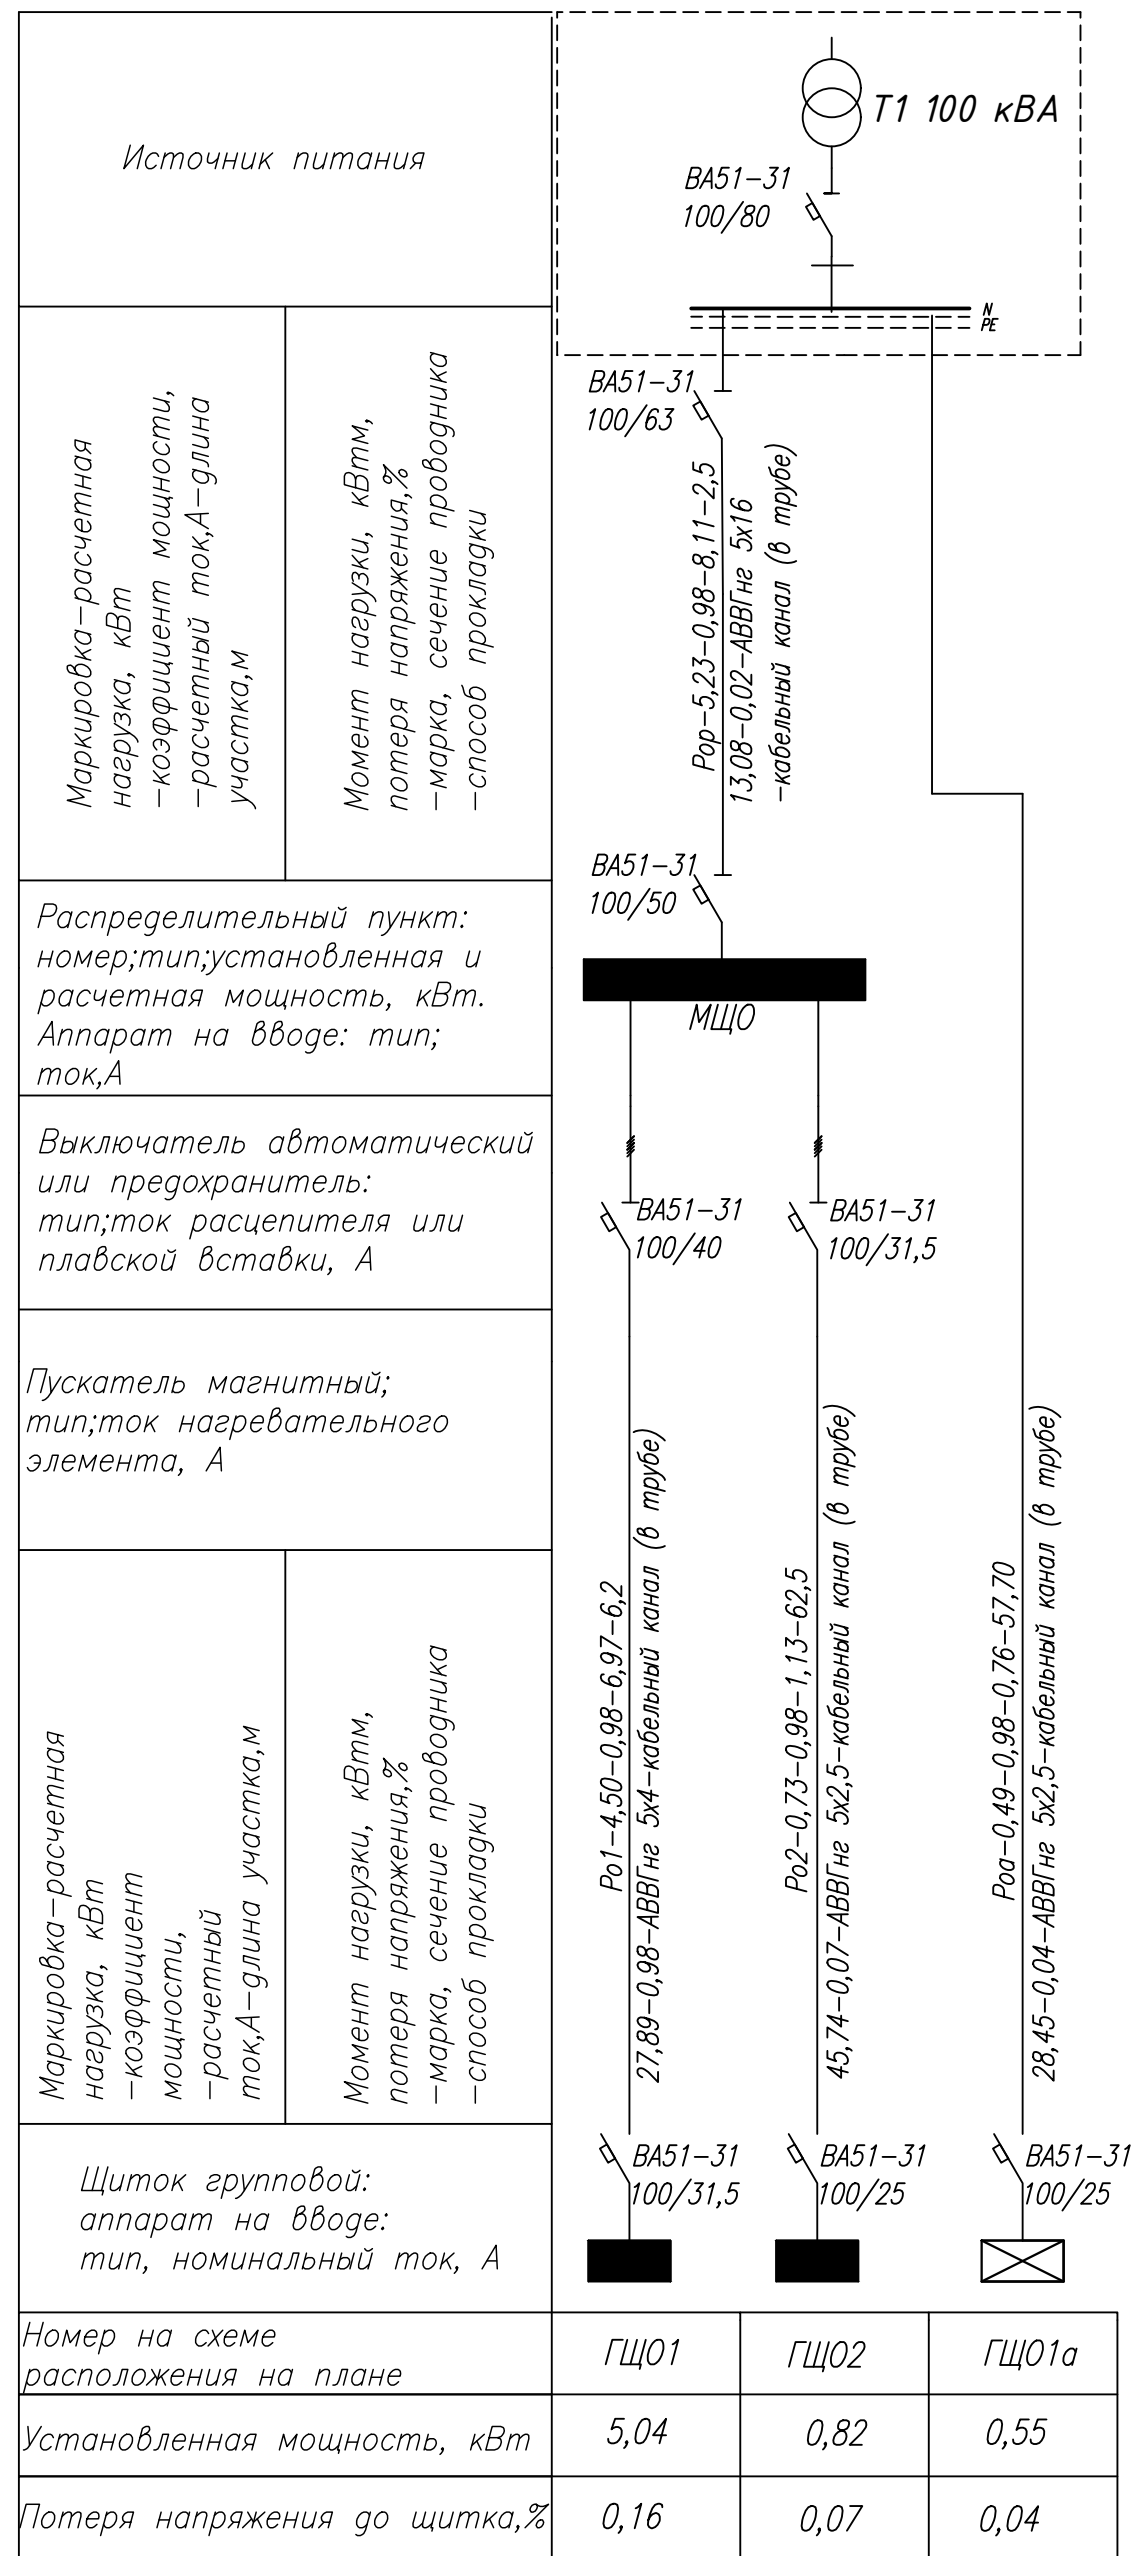 Источник питания
Т1 100 кВА
ВА51-31
100/80
N
PE
Маркировка-расчетная
нагрузка, кВт
-коэффициент мощности,
-расчетный ток,А-длина
участка,м
Момент нагрузки, кВтм,
потеря напряжения,%
-марка, сечение проводника
-способ прокладки
ВА51-31
100/63
Рор-5,23-0,98-8,11-2,5
13,08-0,02-АВВГнг 5х16
-кабельный канал (в трубе)
ВА51-31
100/50
Распределительный пункт:
номер;тип;установленная и
расчетная мощность, кВт.
Аппарат на вводе: тип;
ток,А
МЩО
Выключатель автоматический
или предохранитель:
тип;ток расцепителя или
плавской вставки, А
ВА51-31
100/40
ВА51-31
100/31,5
Пускатель магнитный;
тип;ток нагревательного
элемента, А
Маркировка-расчетная
нагрузка, кВт
-коэффициент
мощности,
-расчетный
ток,А-длина участка,м
Момент нагрузки, кВтм,
потеря напряжения,%
-марка, сечение проводника
-способ прокладки
Ро1-4,50-0,98-6,97-6,2
27,89-0,98-АВВГнг 5х4-кабельный канал (в трубе)
Ро2-0,73-0,98-1,13-62,5
45,74-0,07-АВВГнг 5х2,5-кабельный канал (в трубе)
Роа-0,49-0,98-0,76-57,70
28,45-0,04-АВВГнг 5х2,5-кабельный канал (в трубе)
Щиток групповой:
аппарат на вводе:
тип, номинальный ток, А
ВА51-31
100/31,5
ВА51-31
100/25
ВА51-31
100/25
Номер на схеме
расположения на плане
ГЩО1
ГЩО2
ГЩО1а
Установленная мощность, кВт
5,04
0,82
0,55
Потеря напряжения до щитка,%
0,16
0,07
0,04